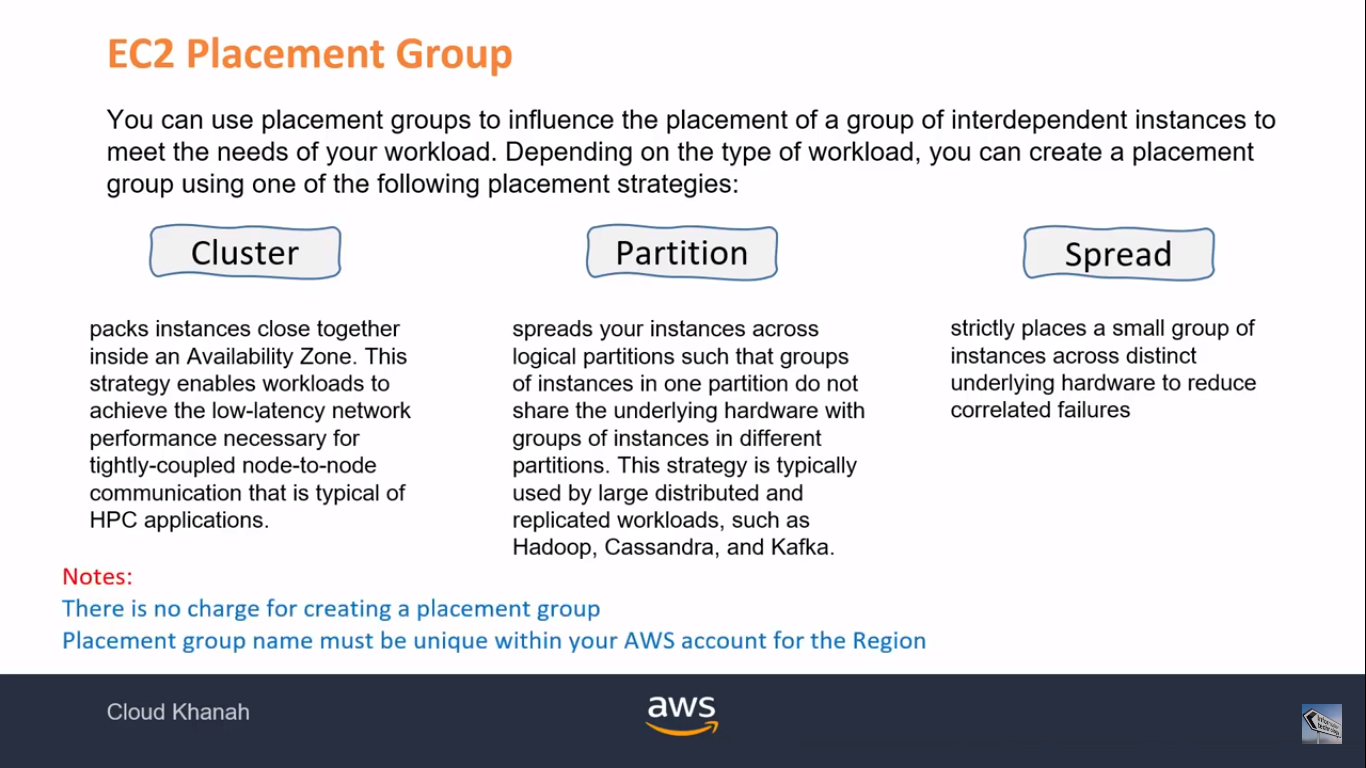 EC2 Placement Group
You can use placement groups to influence the placement of a group of interdependent instances to
meet the needs of your workload. Depending on the type of workload, you can create a placement
group using one of the following placement strategies:
Cluster
packs instances close together
inside an Availability Zone. This
strategy enables workloads to
achieve the low-latency network
performance necessary for
tightly-coupled node-to-node
communication that is typical of
HPC applications.
Partition
spreads your instances across
logical partitions such that groups
of instances in one partition do not
share the underlying hardware with
groups of instances in different
partitions. This strategy is typically
used by large distributed and
replicated workloads, such as
Hadoop, Cassandra, and Kafka.
Spread
strictly places a small group of
instances across distinct
underlying hardware to reduce
correlated failures
Notes:
There is no charge for creating a placement group
Placement group name must be unique within your AWS account for the Region
Cloud Khanah
aws